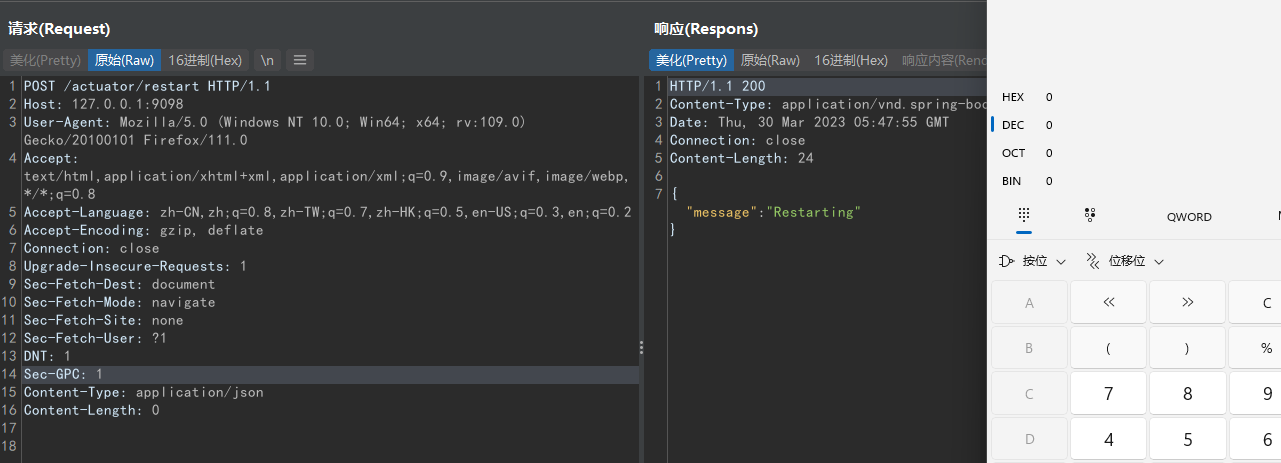 请求(Request)
美化(Pretty) 原始(Raw) 16进制(Hex) \n
1 POST /actuator/restart HTTP/1.1
2 Host: 127.0.0.1:9098
3 User-Agent: Mozilla/5.0 (Windows NT 10.0; Win64; x64; rv:109.0)
Gecko/20100101 Firefox/111.0
4 Accept:
text/html,application/xhtml+xml,application/xml;q=0.9,image/avif,image/webp,
*/*;q=0.8
5 Accept-Language: zh-CN,zh;q=0.8,zh-TW;q=0.7,zh-HK;q=0.5,en-US;q=0.3,en;q=0.2
6 Accept-Encoding: gzip, deflate
7 Connection: close
8 Upgrade-Insecure-Requests: 1
9 Sec-Fetch-Dest: document
10 Sec-Fetch-Mode: navigate
11 Sec-Fetch-Site: none
12 Sec-Fetch-User: ?1
13 DNT: 1
14 Sec-GPC: 1
15 Content-Type: application/json
16 Content-Length: 0
17
18
响应(Respons)
美化(Pretty) 原始(Raw) 16进制(Hex) 响应内容(Rend
1 HTTP/1.1 200
2 Content-Type: application/vnd.spring-boo
3 Date: Thu, 30 Mar 2023 05:47:55 GMT
4 Connection: close
5 Content-Length: 24
6
7 {
"message":"Restarting"
}
HEX 0
DEC 0
OCT 0
BIN 0
QWORD
按位 位移位
A « » C
B ( ) %
C 7 8 9
D 4 5 6